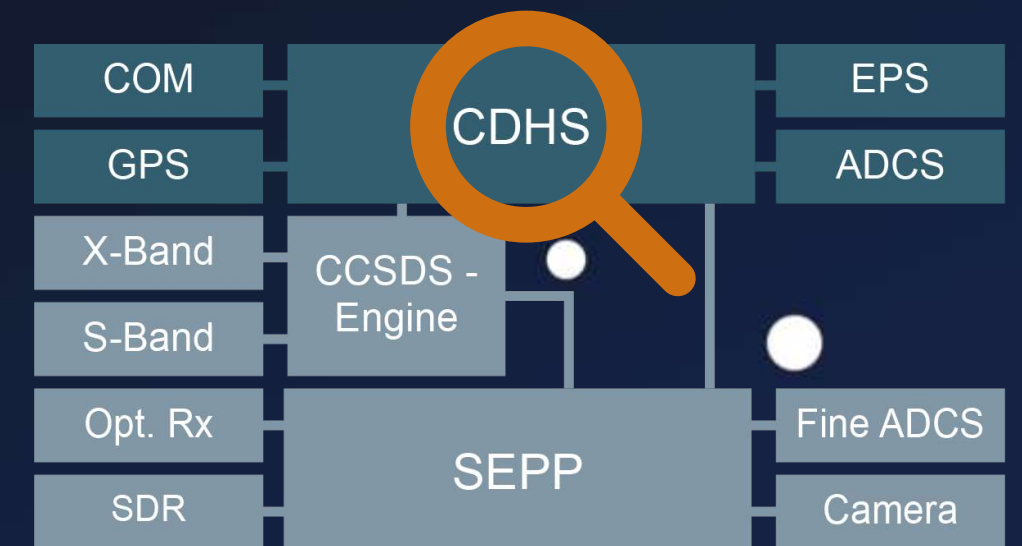 COM
CDHS
EPS
GPS
ADCS
X-Band
CCSDS -
Engine
S-Band
Opt. Rx
SEPP
Fine ADCS
SDR
Camera